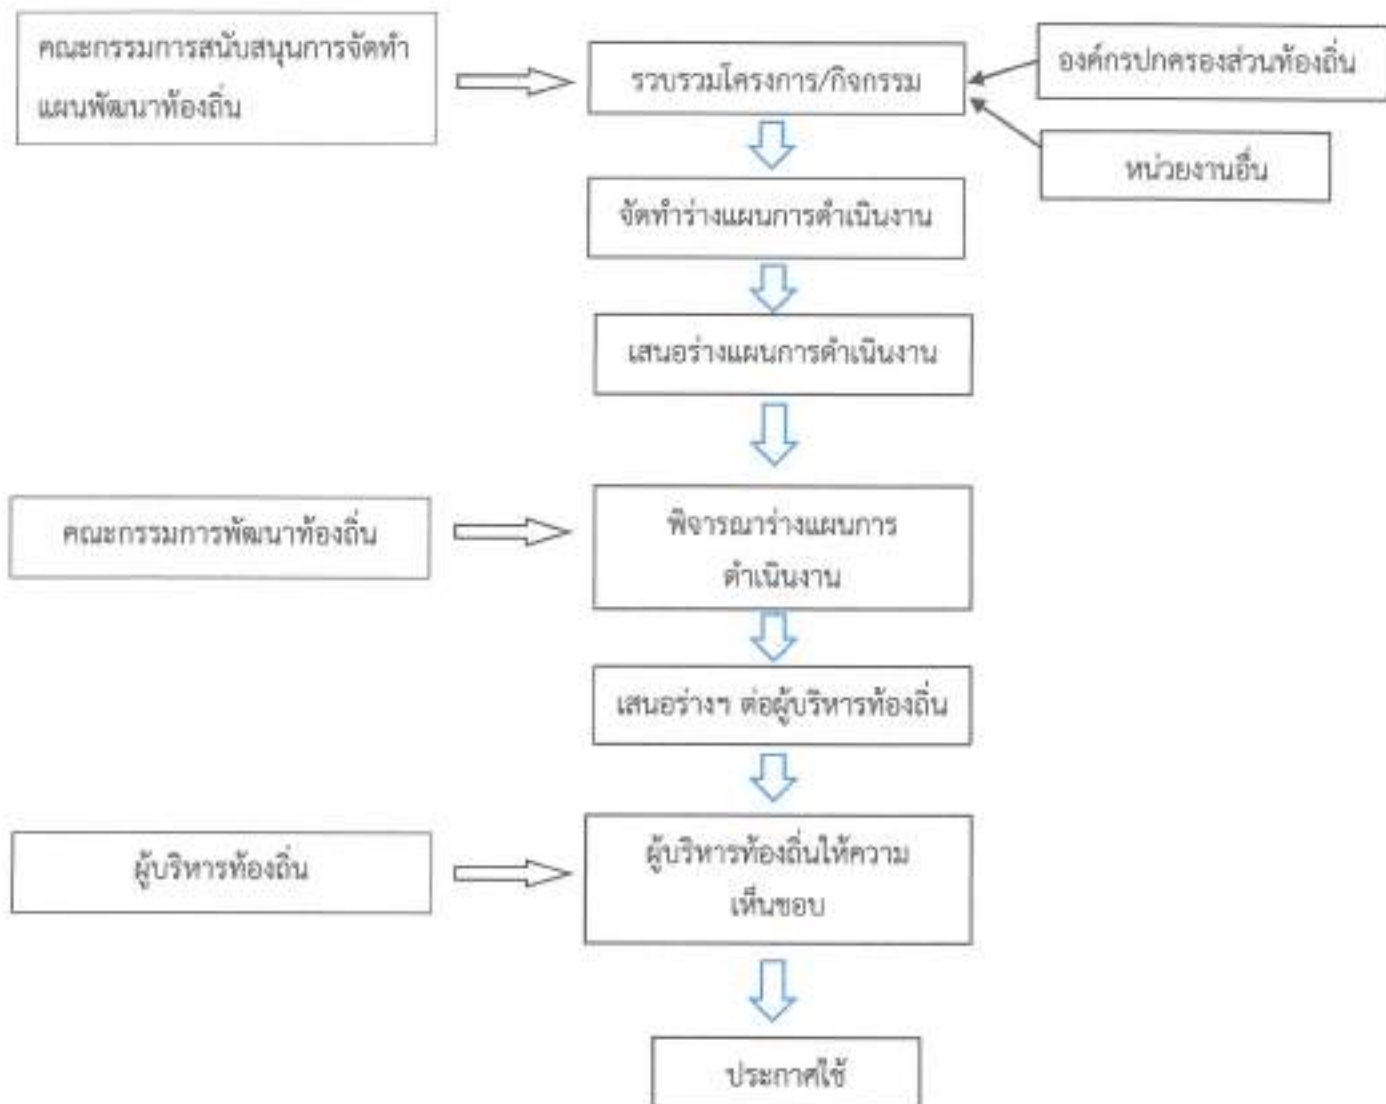 คณะกรรมการสนับสนุนการจัดทำ
แผนพัฒนาท้องถิ่น
รวบรวมโครงการ/กิจกรรม
องค์กรปกครองส่วนท้องถิ่น
หน่วยงานอื่น
จัดทำร่างแผนการดำเนินงาน
เสนอร่างแผนการดำเนินงาน
คณะกรรมการพัฒนาท้องถิ่น
พิจารณาร่างแผนการ
ดำเนินงาน
เสนอร่างฯ ต่อผู้บริหารท้องถิ่น
ผู้บริหารท้องถิ่น
ผู้บริหารท้องถิ่นให้ความ
เห็นชอบ
ประกาศใช้